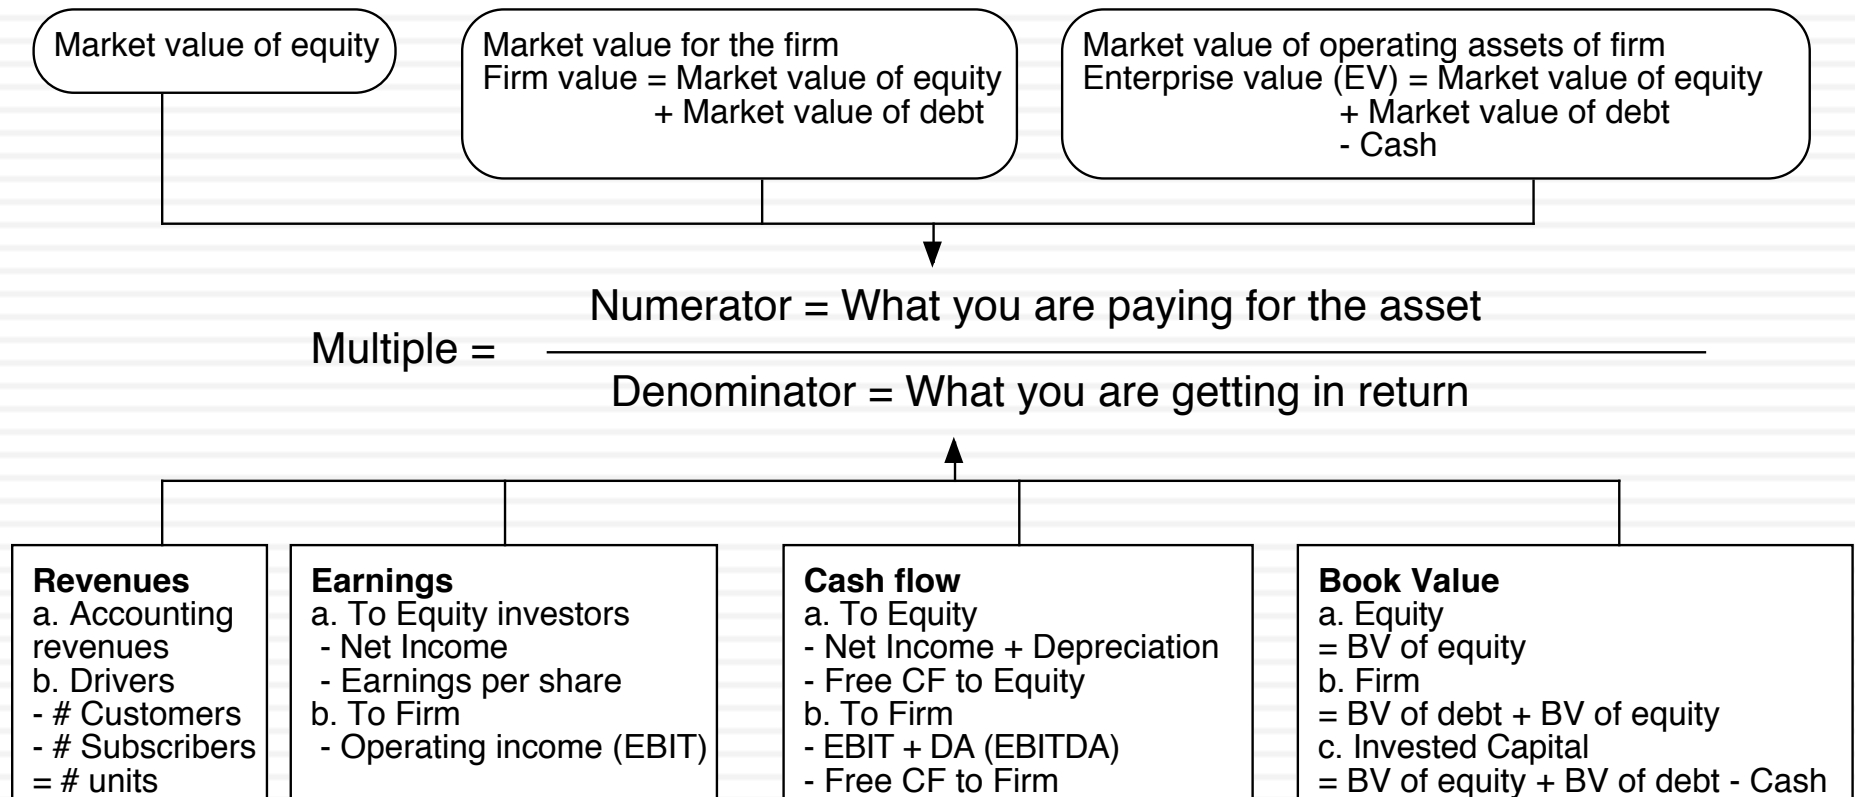 Market value of equity
Market value for the firm
Firm value = Market value of equity
+ Market value of debt
Market value of operating assets of firm
Enterprise value (EV) = Market value of equity
+ Market value of debt
- Cash
Numerator = What you are paying for the asset
Multiple =
Denominator = What you are getting in return
Revenues
a. Accounting
revenues
b. Drivers
- # Customers
- # Subscribers
= # units
Earnings
a. To Equity investors
- Net Income
- Earnings per share
b. To Firm
- Operating income (EBIT)
Cash flow
a. To Equity
- Net Income + Depreciation
- Free CF to Equity
b. To Firm
- EBIT + DA (EBITDA)
- Free CF to Firm
Book Value
a. Equity
= BV of equity
b. Firm
= BV of debt + BV of equity
c. Invested Capital
= BV of equity + BV of debt - Cash